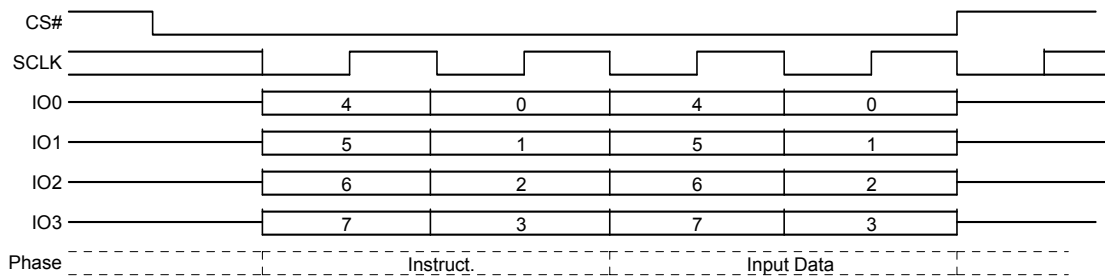 CS#
SCLK
IO0 4 0 4 0
IO1 5 1 5 1
IO2 6 2 6 2
IO3 7 3 7 3
Phase Instruct. Input Data